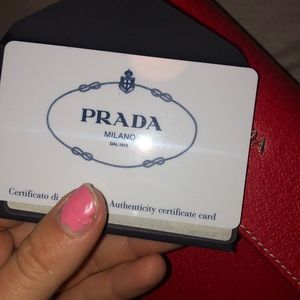 PRADA
MILANO
DAL 1913
Certificato di Authenticity certificate card